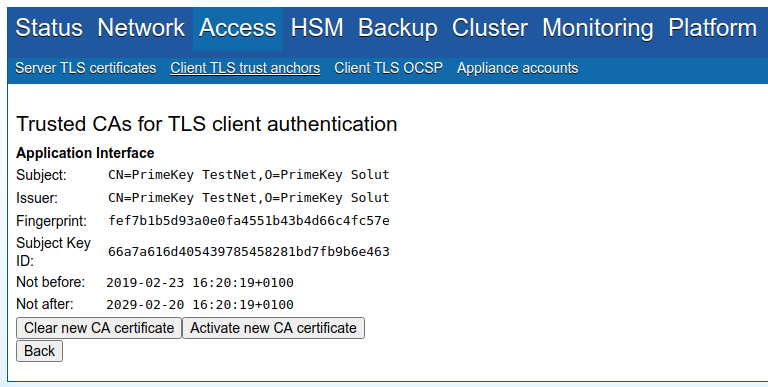 Status Network Access HSM Backup Cluster Monitoring Platform
Server TLS certificates Client TLS trust anchors Client TLS OCSP Appliance accounts
Trusted CAs for TLS client authentication
Application Interface
Subject: CN=PrimeKey TestNet,O=PrimeKey Solut
Issuer: CN=PrimeKey TestNet,O=PrimeKey Solut
Fingerprint: fef7b1b5d93a0e0fa4551b43b4d66c4fc57e
Subject Key
ID: 66a7a616d405439785458281bd7fb9b6e463
Not before: 2019-02-23 16:20:19+0100
Not after: 2029-02-20 16:20:19+0100
Clear new CA certificate Activate new CA certificate
Back